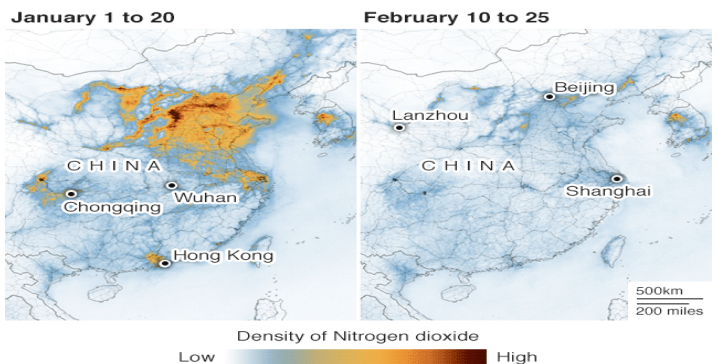 January 1 to 20
CHINA
Chongqing
Wuhan
Hong Kong
February 10 to 25
Beijing
Lanzhou
CHINA
Shanghai
500km
200 miles
Density of Nitrogen dioxide
Low High